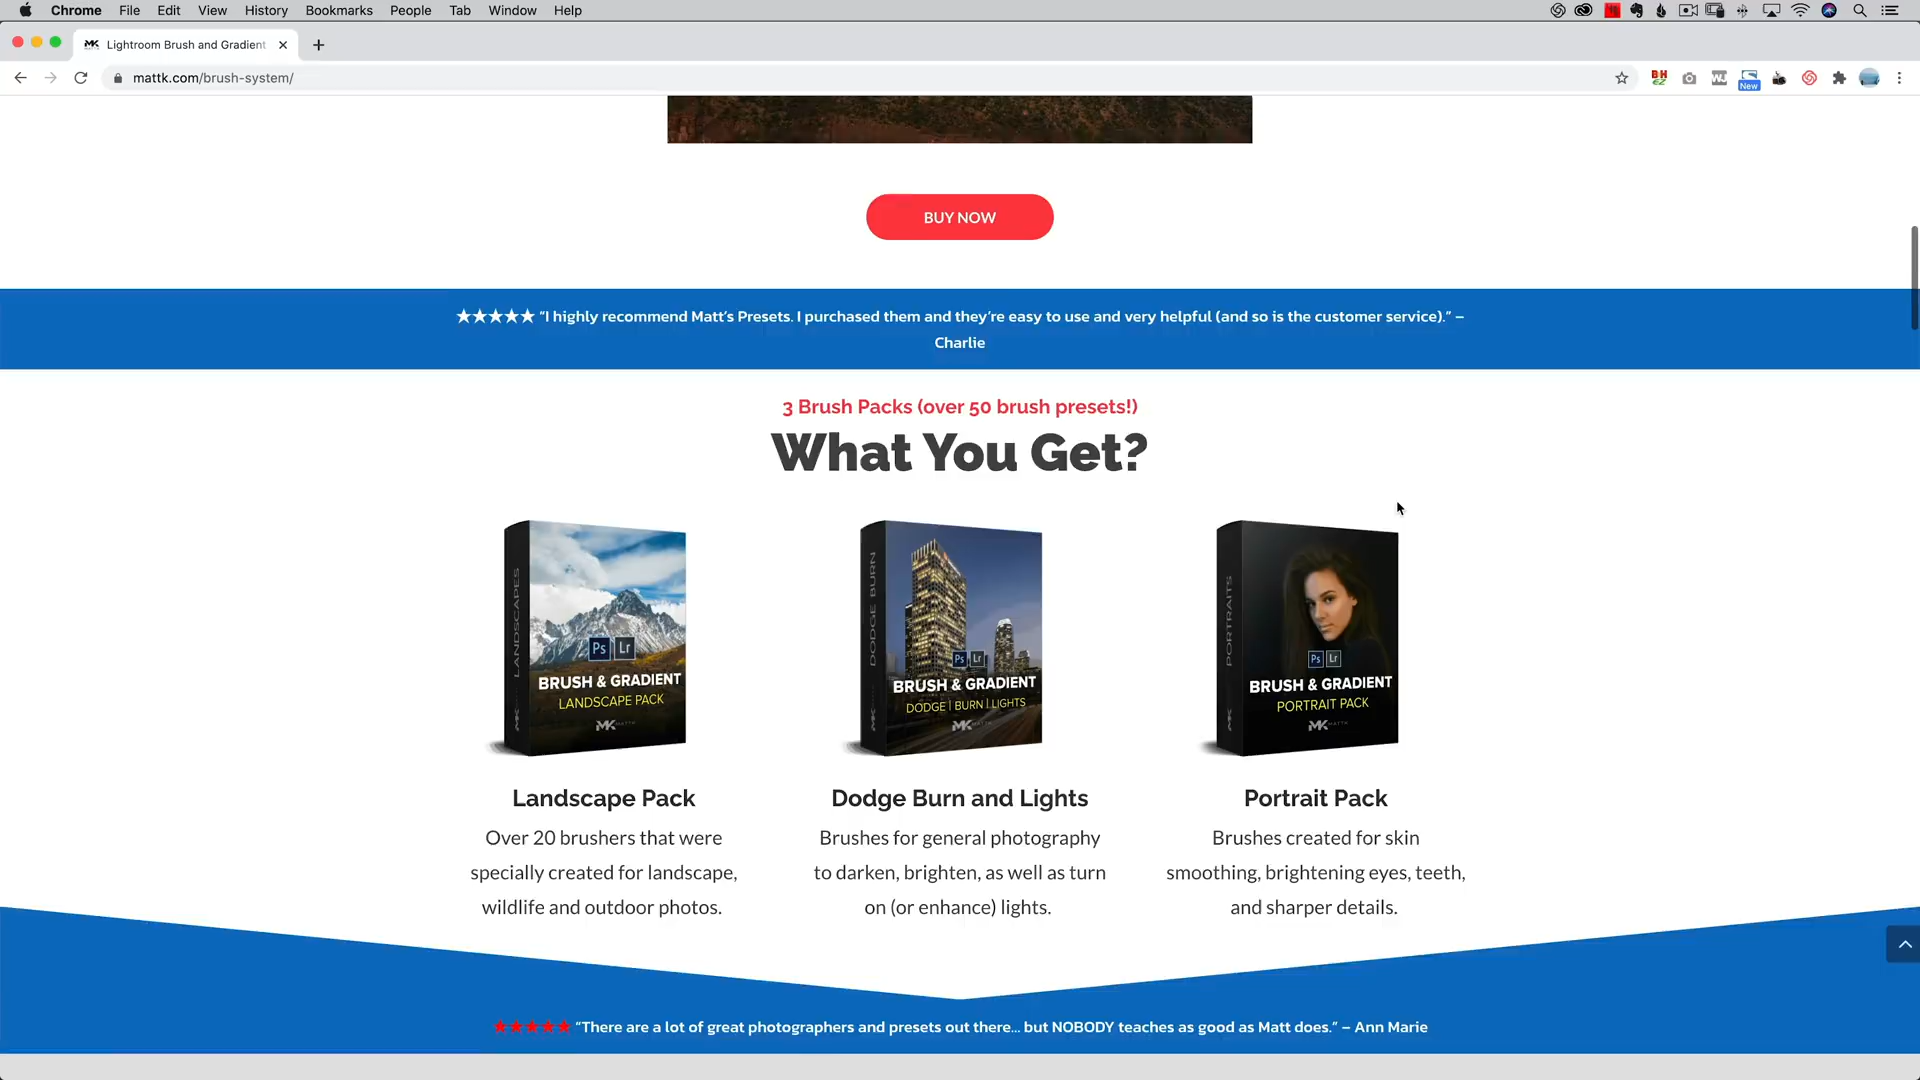 Chrome File Edit View History Bookmarks People Tab Window Help
Lightroom Brush and Gradient
mattk.com/brush-system/
New
BUY NOW
★★★★★ “I highly recommend Matt’s Presets. I purchased them and they’re easy to use and very helpful (and so is the customer service).” –
Charlie
3 Brush Packs (over 50 brush presets!)
What You Get?
LANDSCAPES
Ps Lr
BRUSH & GRADIENT
LANDSCAPE PACK
MK MATTK
DODGE BURN
Ps Lr
BRUSH & GRADIENT
DODGE | BURN | LIGHTS
MK MATTK
PORTRAITS
Ps Lr
BRUSH & GRADIENT
PORTRAIT PACK
MK MATTK
Landscape Pack
Over 20 brushers that were
specially created for landscape,
wildlife and outdoor photos.
Dodge Burn and Lights
Brushes for general photography
to darken, brighten, as well as turn
on (or enhance) lights.
Portrait Pack
Brushes created for skin
smoothing, brightening eyes, teeth,
and sharper details.
★★★★★ “There are a lot of great photographers and presets out there... but NOBODY teaches as good as Matt does.” – Ann Marie